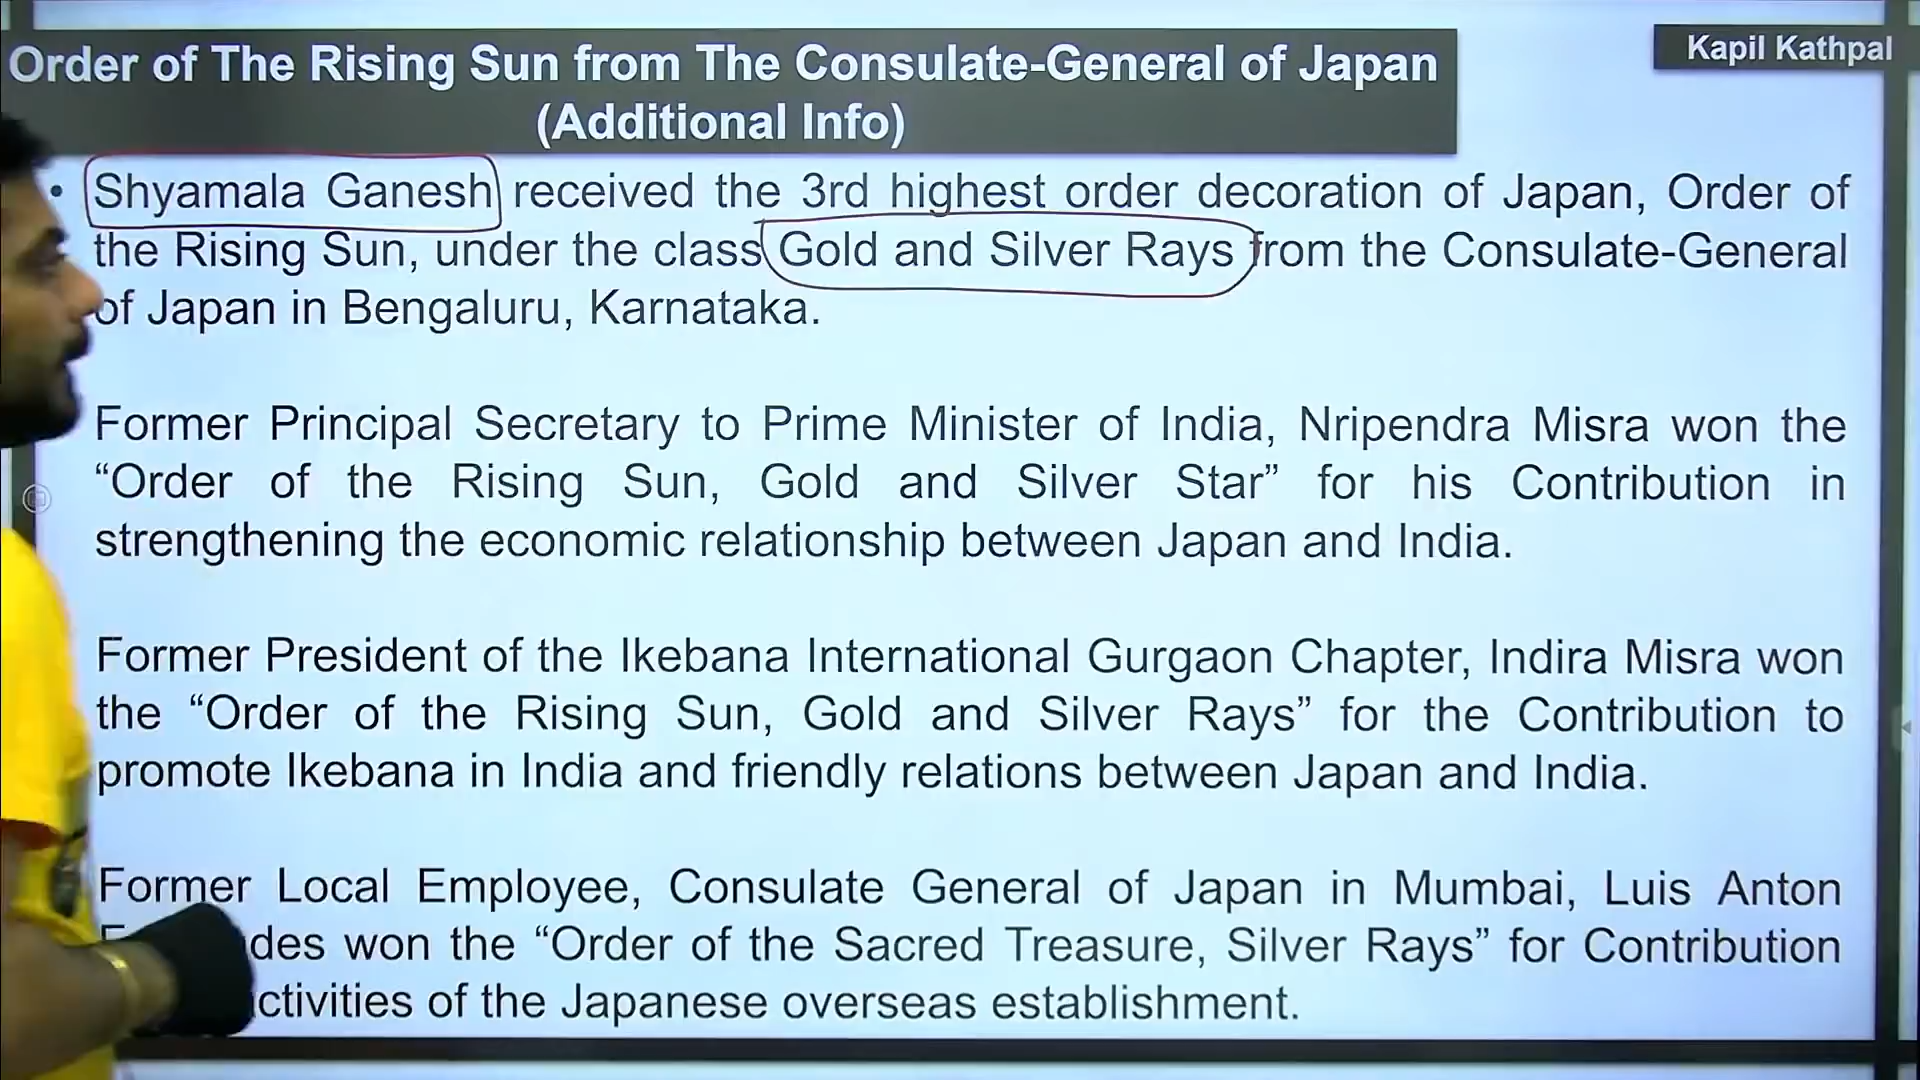 Order of The Rising Sun from The Consulate-General of Japan
(Additional Info)
Kapil Kathpal
• Shyamala Ganesh received the 3rd highest order decoration of Japan, Order of
the Rising Sun, under the class Gold and Silver Rays from the Consulate-General
of Japan in Bengaluru, Karnataka.
Former Principal Secretary to Prime Minister of India, Nripendra Misra won the
“Order of the Rising Sun, Gold and Silver Star” for his Contribution in
strengthening the economic relationship between Japan and India.
Former President of the Ikebana International Gurgaon Chapter, Indira Misra won
the “Order of the Rising Sun, Gold and Silver Rays” for the Contribution to
promote Ikebana in India and friendly relations between Japan and India.
Former Local Employee, Consulate General of Japan in Mumbai, Luis Anton
won the “Order of the Sacred Treasure, Silver Rays” for Contribution
of the Japanese overseas establishment.